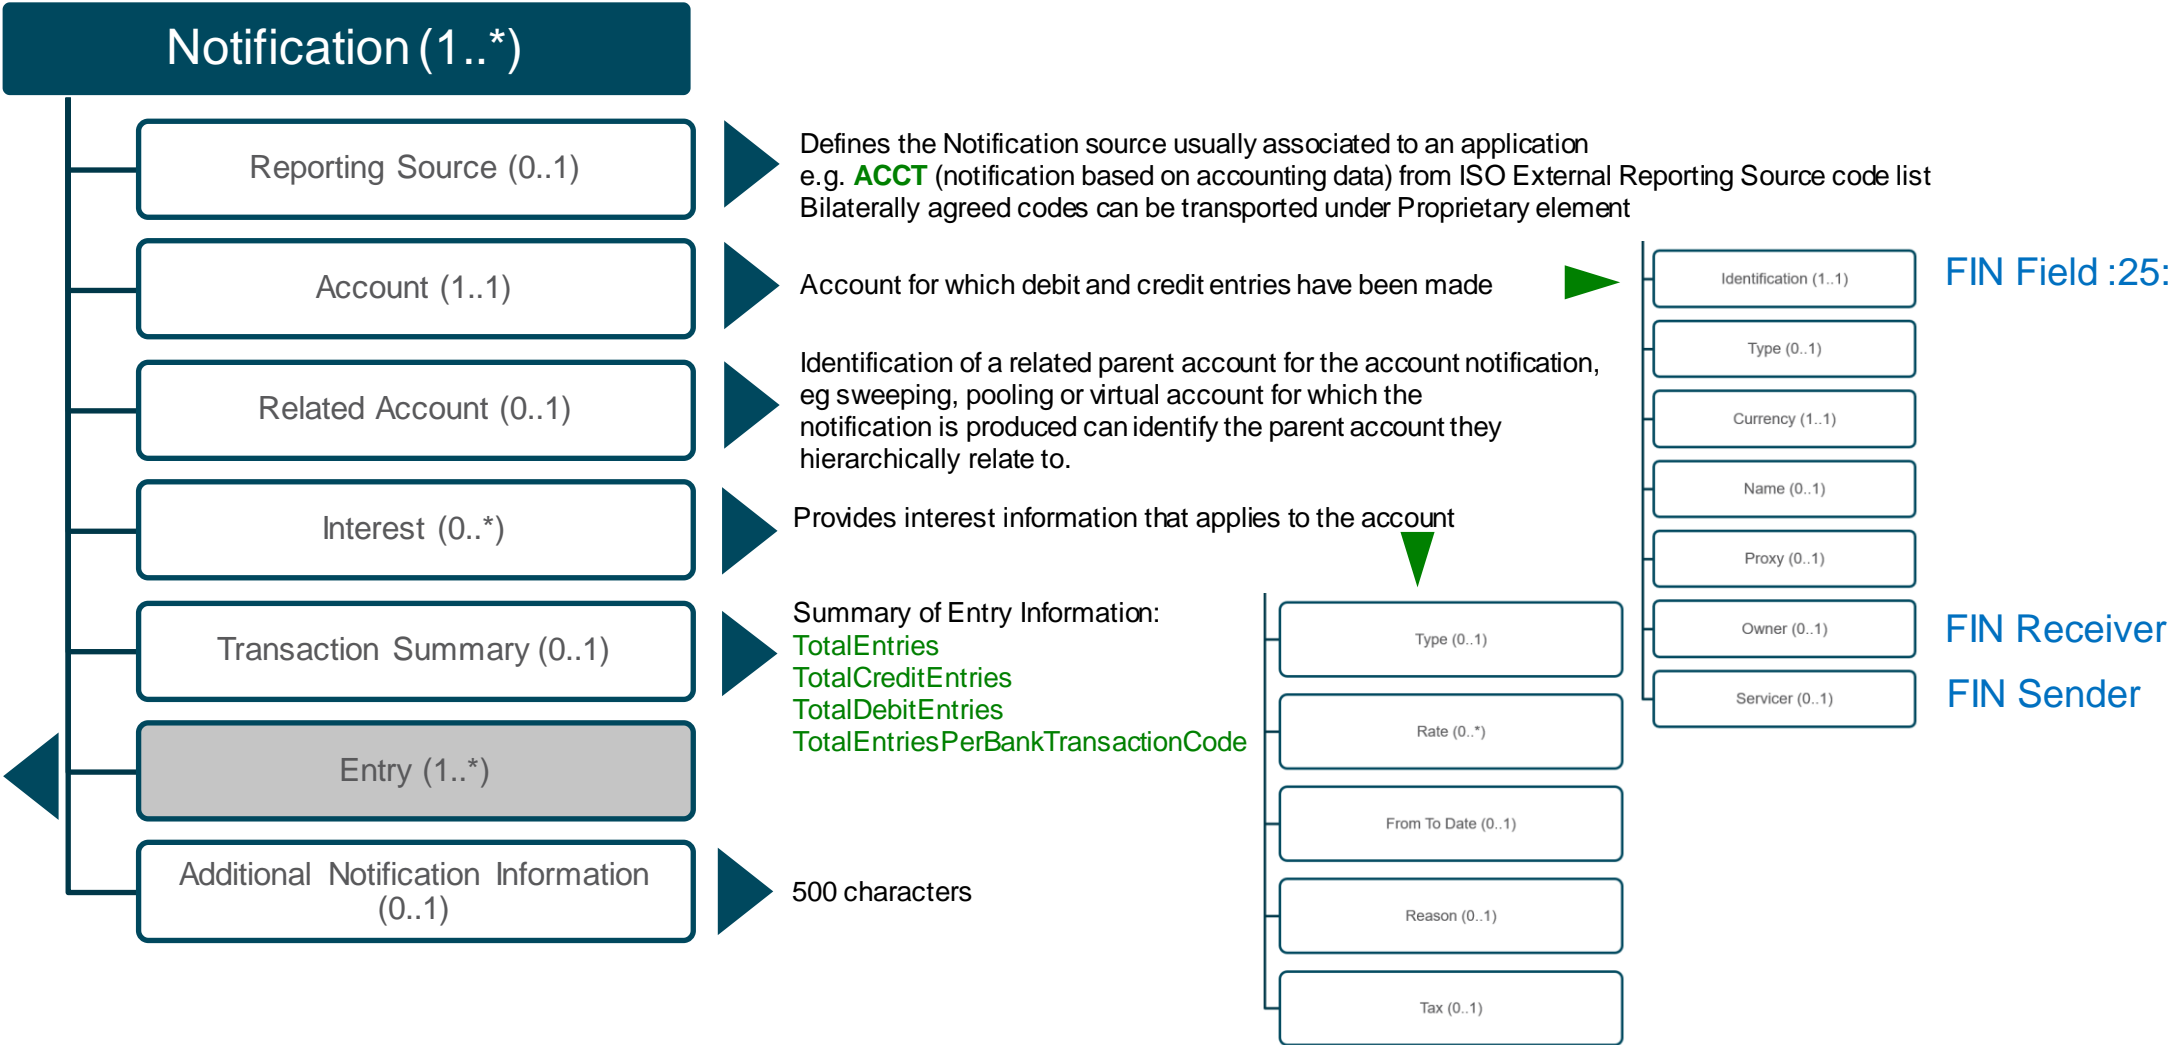 Notification (1..*)
Reporting Source (0..1)
Defines the Notification source usually associated to an application
e.g. ACCT (notification based on accounting data) from ISO External Reporting Source code list
Bilaterally agreed codes can be transported under Proprietary element
Account (1..1)
Account for which debit and credit entries have been made
Related Account (0..1)
Identification of a related parent account for the account notification,
eg sweeping, pooling or virtual account for which the
notification is produced can identify the parent account they
hierarchically relate to.
Interest (0..*)
Provides interest information that applies to the account
Transaction Summary (0..1)
Summary of Entry Information:
TotalEntries
TotalCreditEntries
TotalDebitEntries
TotalEntriesPerBankTransactionCode
Entry (1..*)
Additional Notification Information
(0..1)
500 characters
Identification (1..1)
FIN Field :25:
Type (0..1)
Currency (1..1)
Name (0..1)
Proxy (0..1)
Owner (0..1)
FIN Receiver
Servicer (0..1)
FIN Sender
Type (0..1)
Rate (0..*)
From To Date (0..1)
Reason (0..1)
Tax (0..1)